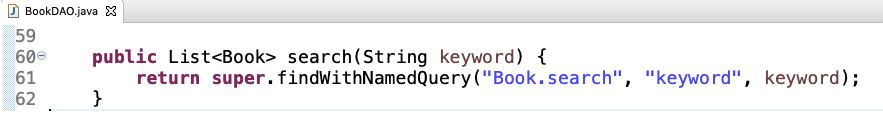 BookDAO.java
59
60 public List<Book> search(String keyword) {
61 return super.findWithNamedQuery("Book.search", "keyword", keyword);
62 }